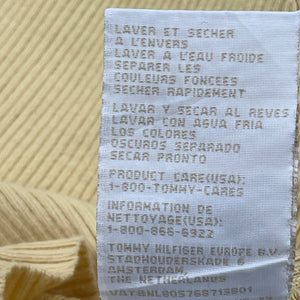 LAVER ET SECHER
A L'ENVERS
LAVER A L'EAU FROIDE
SEPARER LES
COULEURS FONCEES
SECHER RAPIDEMENT
LAVAR Y SECAR AL REVES
LAVAR CON AGUA FRIA
LOS COLORES
OSCUROS SEPARADO
SECAR PRONTO
PRODUCT CARE(USA):
1-800-TOMMY-CARES
INFORMATION DE
NETTOYAGE(USA):
1-800-866-6922
TOMMY HILFIGER EUROPE B.V.
STADHOUDERSKADE 6
AMSTERDAM,
THE NETHERLANDS
VAT#NL805768713B01